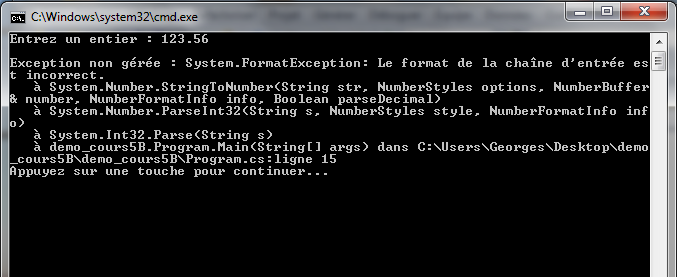 C:\Windows\system32\cmd.exe
Entrez un entier : 123.56
Exception non gérée : System.FormatException: Le format de la chaîne d'entrée es
t incorrect.
à System.Number.StringToNumber(String str, NumberStyles options, NumberBuffer
& number, NumberFormatInfo info, Boolean parseDecimal)
à System.Number.ParseInt32(String s, NumberStyles style, NumberFormatInfo inf
o)
à System.Int32.Parse(String s)
à demo_cours5B.Program.Main(String[] args) dans C:\Users\Georges\Desktop\demo
_cours5B\demo_cours5B\Program.cs:ligne 15
Appuyez sur une touche pour continuer...